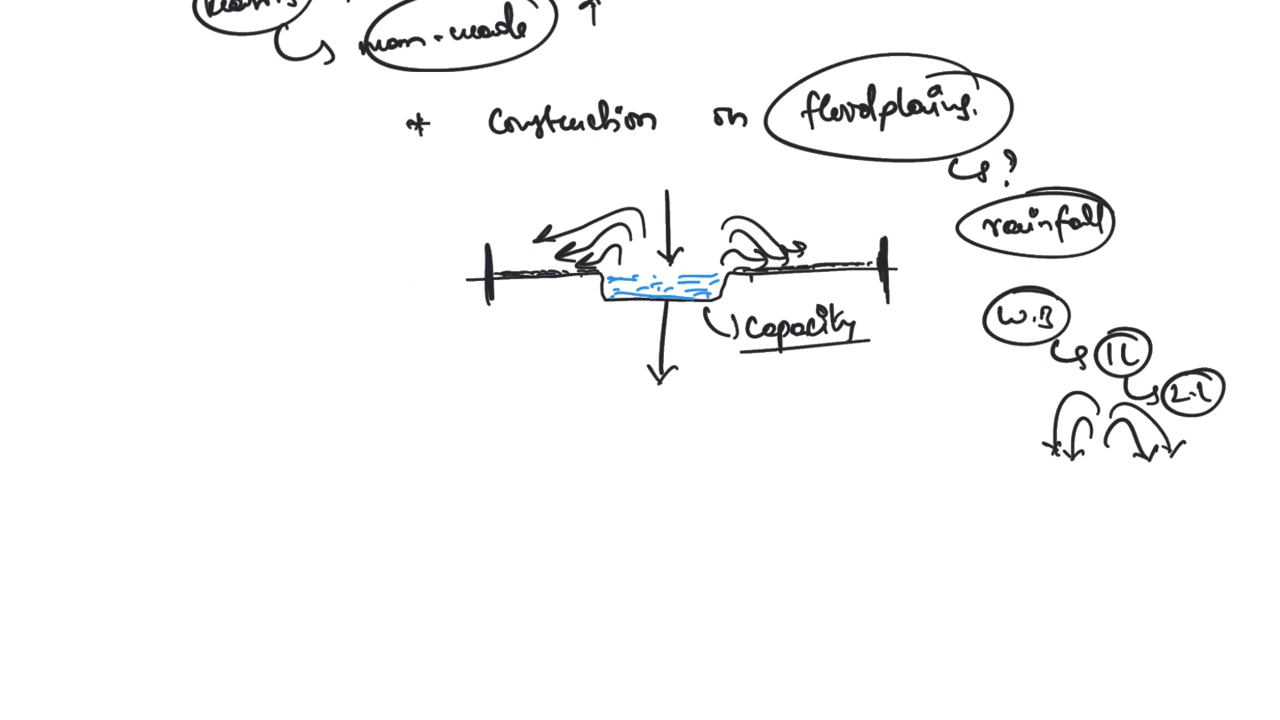 man-made
* Construction on floodplains.
?
rainfall
capacity
W.B
1L
2L